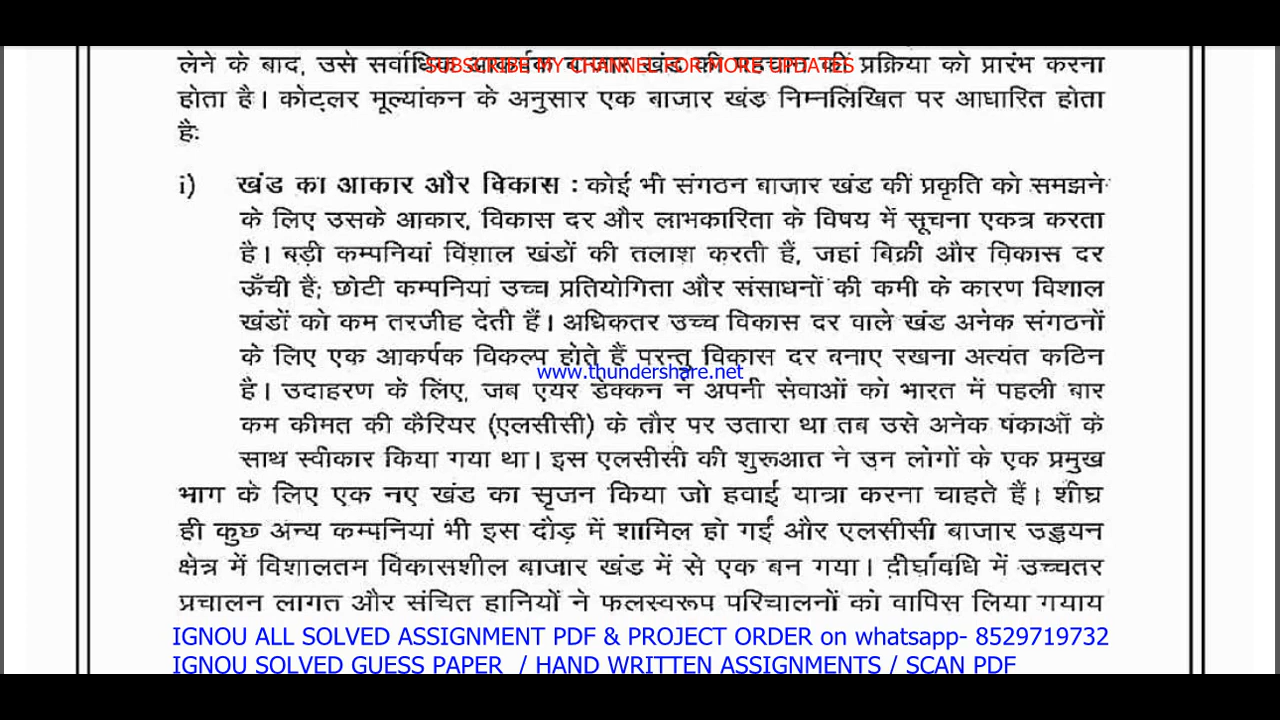 लेने के बाद, उसे सर्वाधिक आकर्षक बाजार खंड की पहचान की प्रक्रिया को प्रारंभ करना
SUBSCRIBE MY CHANNEL FOR MORE UPDATES
होता है। कोट्लर मूल्यांकन के अनुसार एक बाजार खंड निम्नलिखित पर आधारित होता
है:
i) खंड का आकार और विकास : कोई भी संगठन बाजार खंड की प्रकृति को समझने
के लिए उसके आकार, विकास दर और लाभकारिता के विषय में सूचना एकत्र करता
है। बड़ी कम्पनियां विशाल खंडों की तलाश करती हैं, जहां बिक्री और विकास दर
ऊँची हैं; छोटी कम्पनियां उच्च प्रतियोगिता और संसाधनों की कमी के कारण विशाल
खंडों को कम तरजीह देती हैं। अधिकतर उच्च विकास दर वाले खंड अनेक संगठनों
के लिए एक आकर्षक विकल्प होते हैं परन्तु विकास दर बनाए रखना अत्यंत कठिन
www.thundershare.net
है। उदाहरण के लिए, जब एयर डेक्कन ने अपनी सेवाओं को भारत में पहली बार
कम कीमत की कैरियर (एलसीसी) के तौर पर उतारा था तब उसे अनेक शंकाओं के
साथ स्वीकार किया गया था। इस एलसीसी की शुरूआत ने उन लोगों के एक प्रमुख
भाग के लिए एक नए खंड का सृजन किया जो हवाई यात्रा करना चाहते हैं। शीघ्र
ही कुछ अन्य कम्पनियां भी इस दौड़ में शामिल हो गईं और एलसीसी बाजार उड्डयन
क्षेत्र में विशालतम विकासशील बाजार खंड में से एक बन गया। दीर्घावधि में उच्चतर
प्रचालन लागत और संचित हानियों ने फलस्वरूप परिचालनों को वापिस लिया गयाय
IGNOU ALL SOLVED ASSIGNMENT PDF & PROJECT ORDER on whatsapp- 8529719732
IGNOU SOLVED GUESS PAPER / HAND WRITTEN ASSIGNMENTS / SCAN PDF